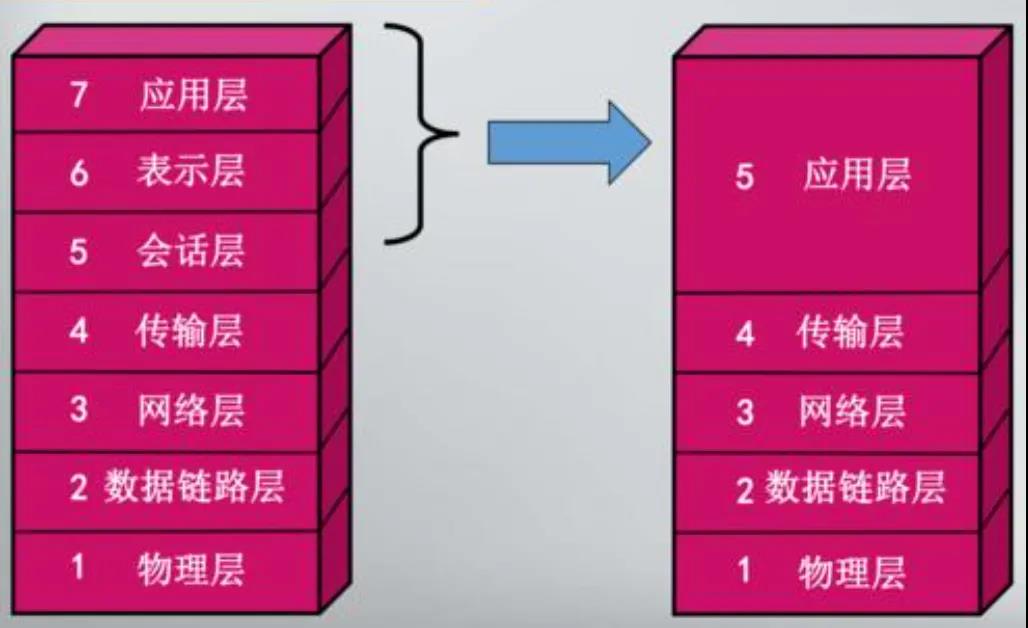 7 应用层
6 表示层
5 会话层
4 传输层
3 网络层
2 数据链路层
1 物理层
5 应用层
4 传输层
3 网络层
2 数据链路层
1 物理层